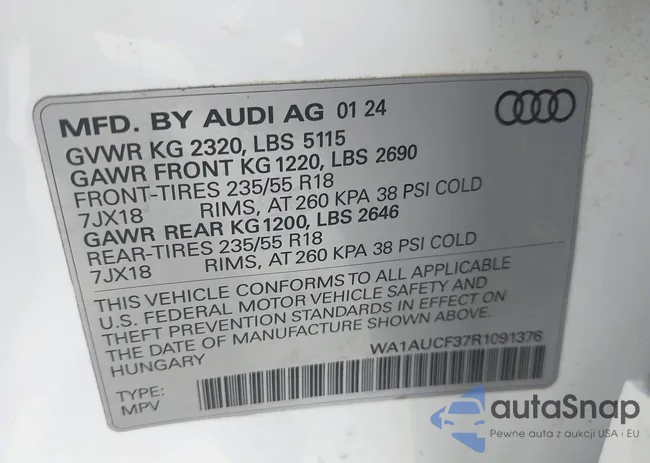 MFD. BY AUDI AG 01 24
GVWR KG 2320, LBS 5115
GAWR FRONT KG 1220, LBS 2690
FRONT-TIRES 235/55 R18
7JX18 RIMS, AT 260 KPA 38 PSI COLD
GAWR REAR KG1200, LBS 2646
REAR-TIRES 235/55 R18
7JX18 RIMS, AT 260 KPA 38 PSI COLD
THIS VEHICLE CONFORMS TO ALL APPLICABLE
U.S. FEDERAL MOTOR VEHICLE SAFETY AND
THEFT PREVENTION STANDARDS IN EFFECT ON
THE DATE OF MANUFACTURE SHOWN ABOVE.
HUNGARY
WA1AUCF37R1091376
TYPE:
MPV
autaSnap
Pewne auta z aukcji USA i EU